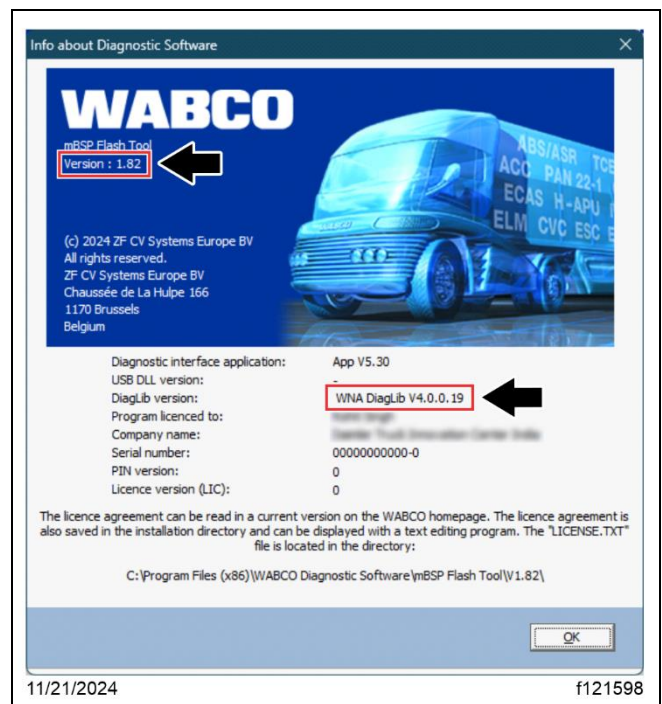 Info about Diagnostic Software
WABCO
mBSP Flash Tool
Version : 1.82
ABS/ASR TCE
ACC PAN 22-1
ECAS H-APU
ELM CVC ESC E
(c) 2024 ZF CV Systems Europe BV
All rights reserved.
ZF CV Systems Europe BV
Chaussée de La Hulpe 166
1170 Brussels
Belgium
Diagnostic interface application: App V5.30
USB DLL version: -
DiagLib version: WNA DiagLib V4.0.0.19
Program licenced to:
Company name:
Serial number: 00000000000-0
PIN version: 0
Licence version (LIC): 0
The licence agreement can be read in a current version on the WABCO homepage. The licence agreement is
also saved in the installation directory and can be displayed with a text editing program. The "LICENSE.TXT"
file is located in the directory:
C:\Program Files (x86)\WABCO Diagnostic Software\mBSP Flash Tool\V1.82\
OK
11/21/2024 f121598